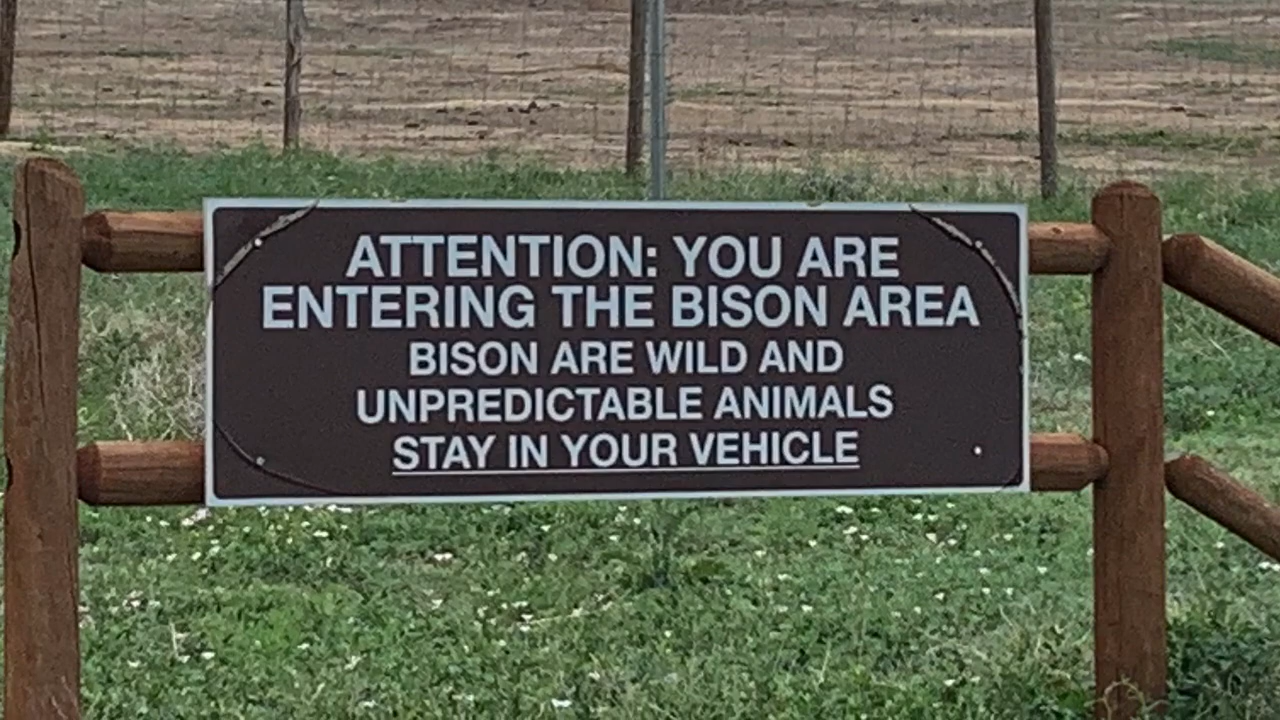 ATTENTION: YOU ARE
ENTERING THE BISON AREA
BISON ARE WILD AND
UNPREDICTABLE ANIMALS
STAY IN YOUR VEHICLE